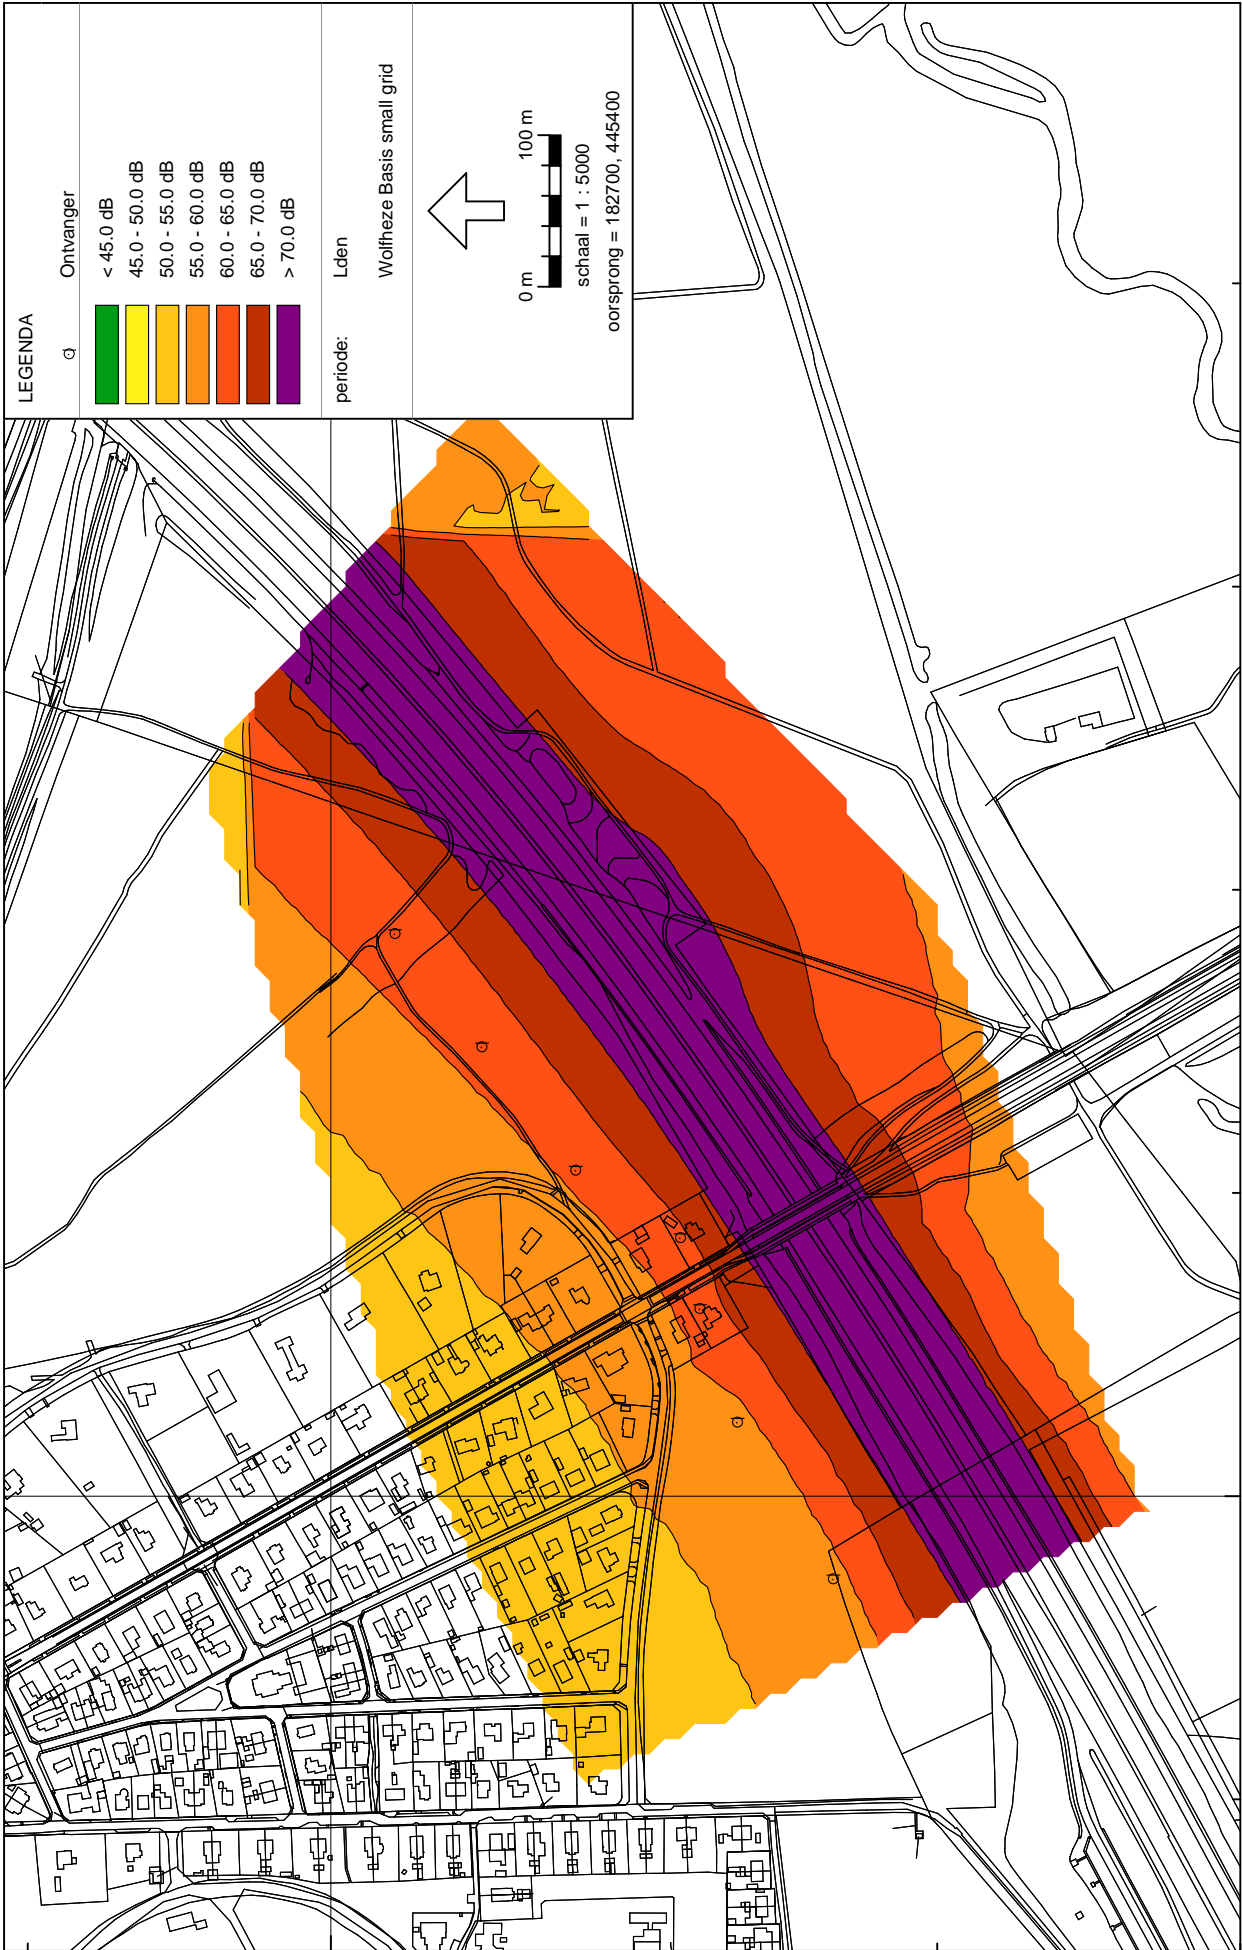 LEGENDA
Ontvanger
< 45.0 dB
45.0 - 50.0 dB
50.0 - 55.0 dB
55.0 - 60.0 dB
60.0 - 65.0 dB
65.0 - 70.0 dB
> 70.0 dB
periode: Lden
Wolfheze Basis small grid
0 m 100 m
schaal = 1 : 5000
oorsprong = 182700, 445400